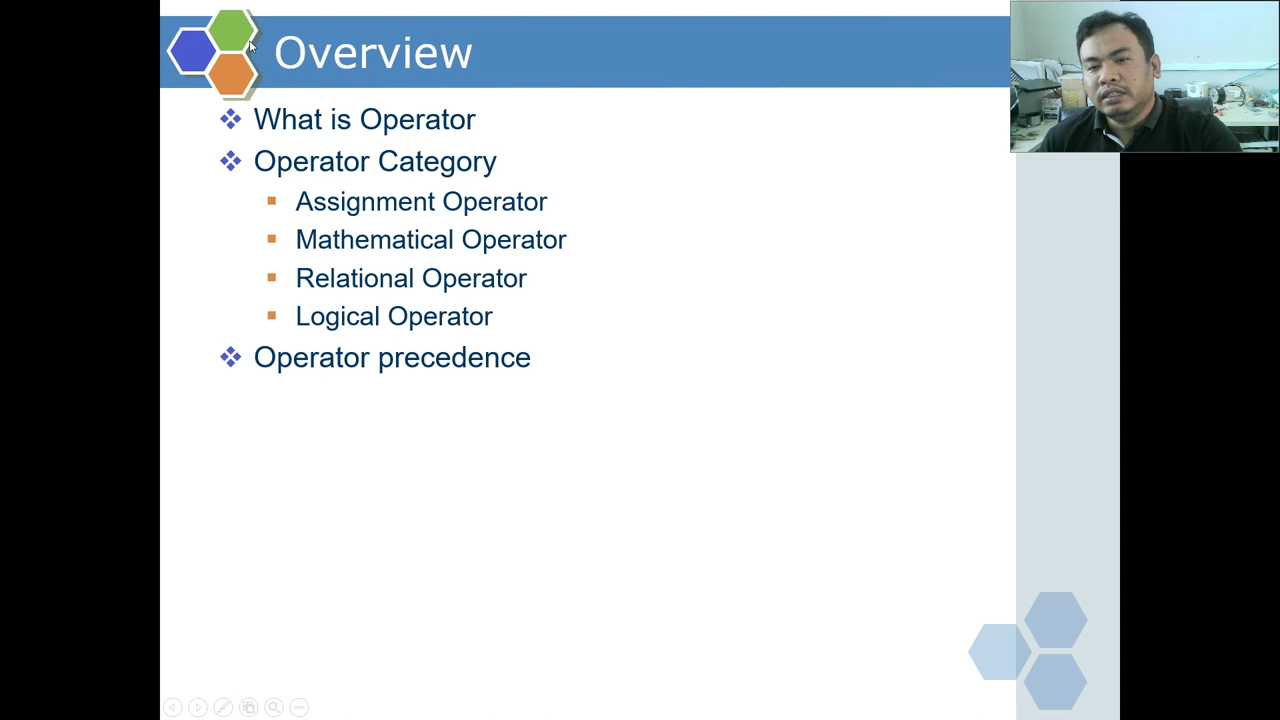 Overview
What is Operator
Operator Category
Assignment Operator
Mathematical Operator
Relational Operator
Logical Operator
Operator precedence